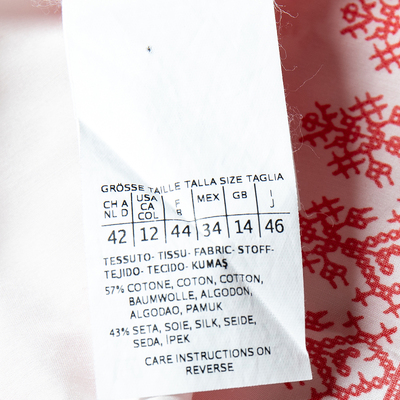 GRÖSSE TAILLE TALLA SIZE TAGLIA
CH A NL D USA CA COL F B MEX GB I J
42 12 44 34 14 46
TESSUTO- TISSU- FABRIC- STOFF-
TEJIDO- TECIDO- KUMAŞ
57% COTONE, COTON, COTTON,
BAUMWOLLE, ALGODON,
ALGODAO, PAMUK
43% SETA, SOIE, SILK, SEIDE,
SEDA, İPEK
CARE INSTRUCTIONS ON
REVERSE